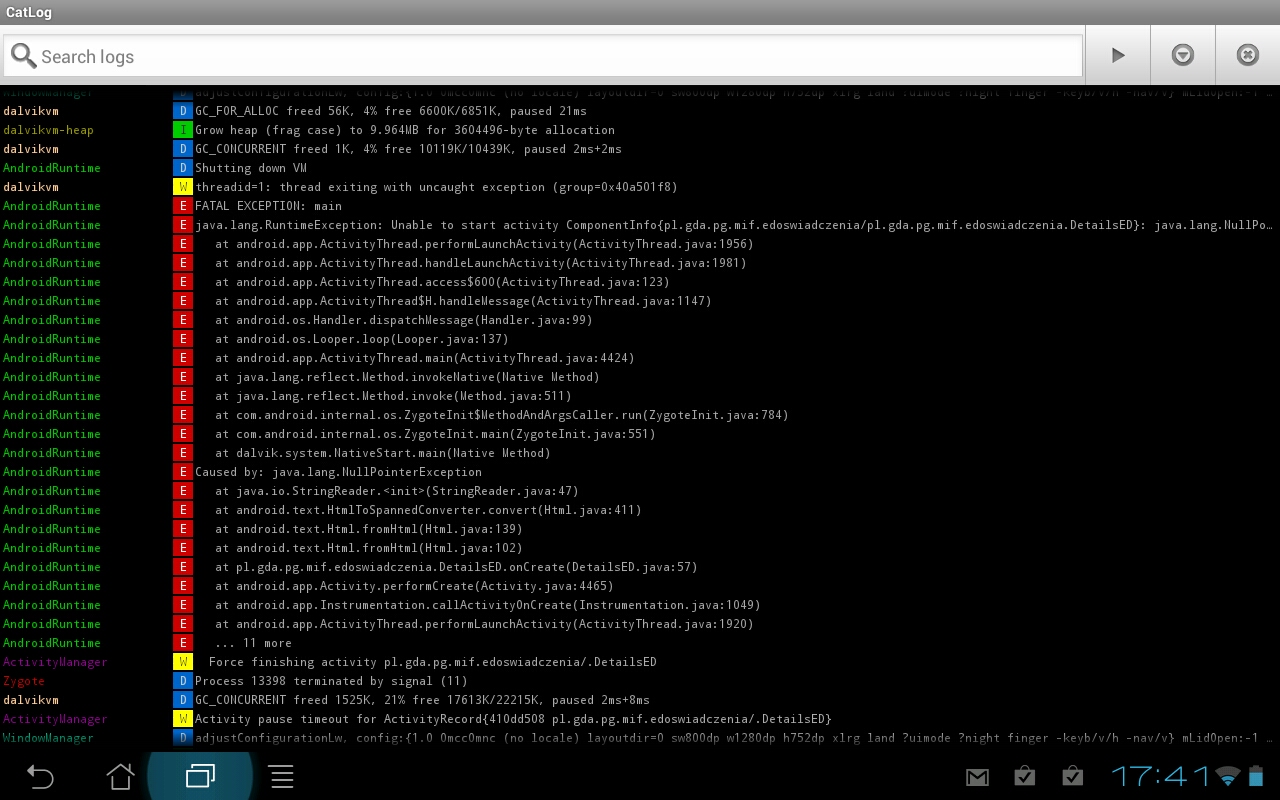 CatLog
Search logs
WindowManager D adjustConfigurationLw, config:{1.0 0mcc0mnc (no locale) layoutdir=0 sw800dp w1280dp h752dp xlrg land ?uimode ?night finger -keyb/v/h -nav/v} mLidOpen:-1 …
dalvikvm D GC_FOR_ALLOC freed 56K, 4% free 6600K/6851K, paused 21ms
dalvikvm-heap I Grow heap (frag case) to 9.964MB for 3604496-byte allocation
dalvikvm D GC_CONCURRENT freed 1K, 4% free 10119K/10439K, paused 2ms+2ms
AndroidRuntime D Shutting down VM
dalvikvm W threadid=1: thread exiting with uncaught exception (group=0x40a501f8)
AndroidRuntime E FATAL EXCEPTION: main
AndroidRuntime E java.lang.RuntimeException: Unable to start activity ComponentInfo{pl.gda.pg.mif.edoswiadczenia/pl.gda.pg.mif.edoswiadczenia.DetailsED}: java.lang.NullPo…
AndroidRuntime E at android.app.ActivityThread.performLaunchActivity(ActivityThread.java:1956)
AndroidRuntime E at android.app.ActivityThread.handleLaunchActivity(ActivityThread.java:1981)
AndroidRuntime E at android.app.ActivityThread.access$600(ActivityThread.java:123)
AndroidRuntime E at android.app.ActivityThread$H.handleMessage(ActivityThread.java:1147)
AndroidRuntime E at android.os.Handler.dispatchMessage(Handler.java:99)
AndroidRuntime E at android.os.Looper.loop(Looper.java:137)
AndroidRuntime E at android.app.ActivityThread.main(ActivityThread.java:4424)
AndroidRuntime E at java.lang.reflect.Method.invokeNative(Native Method)
AndroidRuntime E at java.lang.reflect.Method.invoke(Method.java:511)
AndroidRuntime E at com.android.internal.os.ZygoteInit$MethodAndArgsCaller.run(ZygoteInit.java:784)
AndroidRuntime E at com.android.internal.os.ZygoteInit.main(ZygoteInit.java:551)
AndroidRuntime E at dalvik.system.NativeStart.main(Native Method)
AndroidRuntime E Caused by: java.lang.NullPointerException
AndroidRuntime E at java.io.StringReader.<init>(StringReader.java:47)
AndroidRuntime E at android.text.HtmlToSpannedConverter.convert(Html.java:411)
AndroidRuntime E at android.text.Html.fromHtml(Html.java:139)
AndroidRuntime E at android.text.Html.fromHtml(Html.java:102)
AndroidRuntime E at pl.gda.pg.mif.edoswiadczenia.DetailsED.onCreate(DetailsED.java:57)
AndroidRuntime E at android.app.Activity.performCreate(Activity.java:4465)
AndroidRuntime E at android.app.Instrumentation.callActivityOnCreate(Instrumentation.java:1049)
AndroidRuntime E at android.app.ActivityThread.performLaunchActivity(ActivityThread.java:1920)
AndroidRuntime E ... 11 more
ActivityManager W Force finishing activity pl.gda.pg.mif.edoswiadczenia/.DetailsED
Zygote D Process 13398 terminated by signal (11)
dalvikvm D GC_CONCURRENT freed 1525K, 21% free 17613K/22215K, paused 2ms+8ms
ActivityManager W Activity pause timeout for ActivityRecord{410dd508 pl.gda.pg.mif.edoswiadczenia/.DetailsED}
WindowManager D adjustConfigurationLw, config:{1.0 0mcc0mnc (no locale) layoutdir=0 sw800dp w1280dp h752dp xlrg land ?uimode ?night finger -keyb/v/h -nav/v} mLidOpen:-1 …
17:41